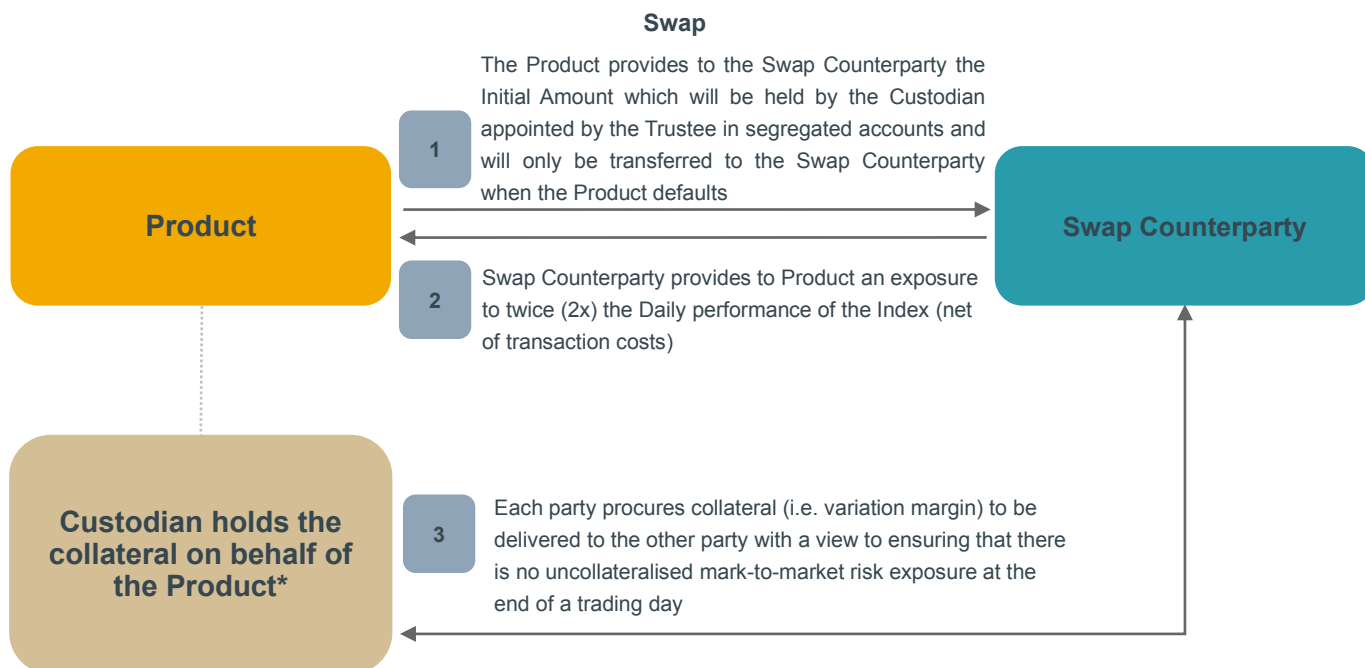 Swap
The Product provides to the Swap Counterparty the
Initial Amount which will be held by the Custodian
appointed by the Trustee in segregated accounts and
will only be transferred to the Swap Counterparty
when the Product defaults
1
Product
Swap Counterparty
2
Swap Counterparty provides to Product an exposure
to twice (2x) the Daily performance of the Index (net
of transaction costs)
Custodian holds the
collateral on behalf of
the Product*
3
Each party procures collateral (i.e. variation margin) to be
delivered to the other party with a view to ensuring that there
is no uncollateralised mark-to-market risk exposure at the
end of a trading day